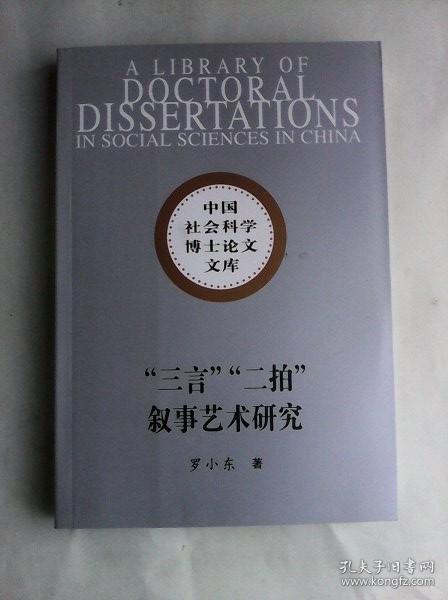 A LIBRARY OF
DOCTORAL
DISSERTATIONS
IN SOCIAL SCIENCES IN CHINA
中国
社会科学
博士论文
文库
“三言”“二拍”
叙事艺术研究
罗小东 著
孔夫子旧书网
www.kongfz.com